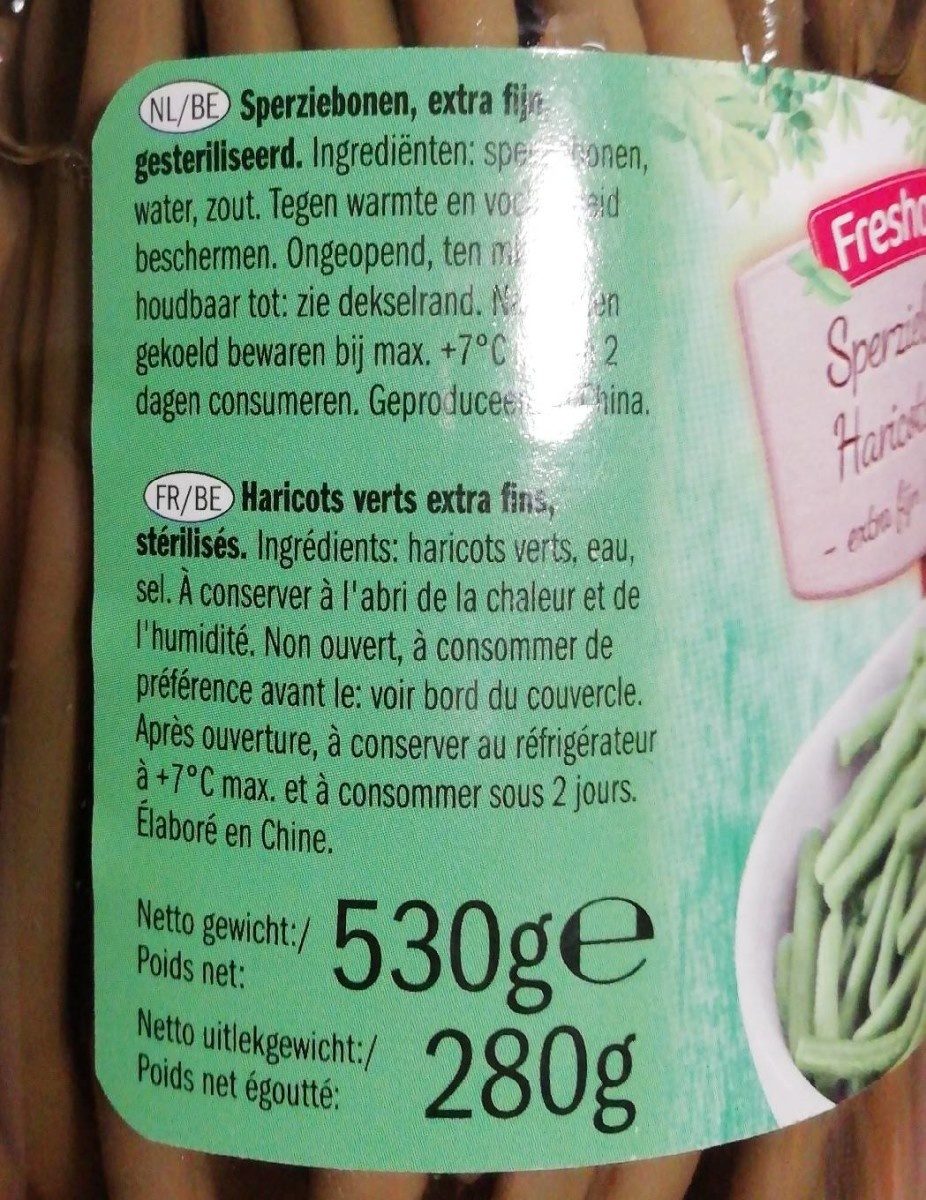 NL/BE Sperziebonen, extra fijn
gesteriliseerd. Ingrediënten:
water, zout. Tegen warmte en
beschermen. Ongeopend, ten
houdbaar tot: zie dekselrand.
gekoeld bewaren bij max. +7°C 2
dagen consumeren.
FR/BE Haricots verts extra fins,
stérilisés. Ingrédients: haricots verts, eau,
sel. À conserver à l'abri de la chaleur et de
l'humidité. Non ouvert, à consommer de
préférence avant le: voir bord du couvercle.
Après ouverture, à conserver au réfrigérateur
à +7°C max. et à consommer sous 2 jours.
Élaboré en Chine.
Netto gewicht:/ 530g℮
Poids net:
Netto uitlekgewicht:/ 280g
Poids net égoutté:
- extra fijn